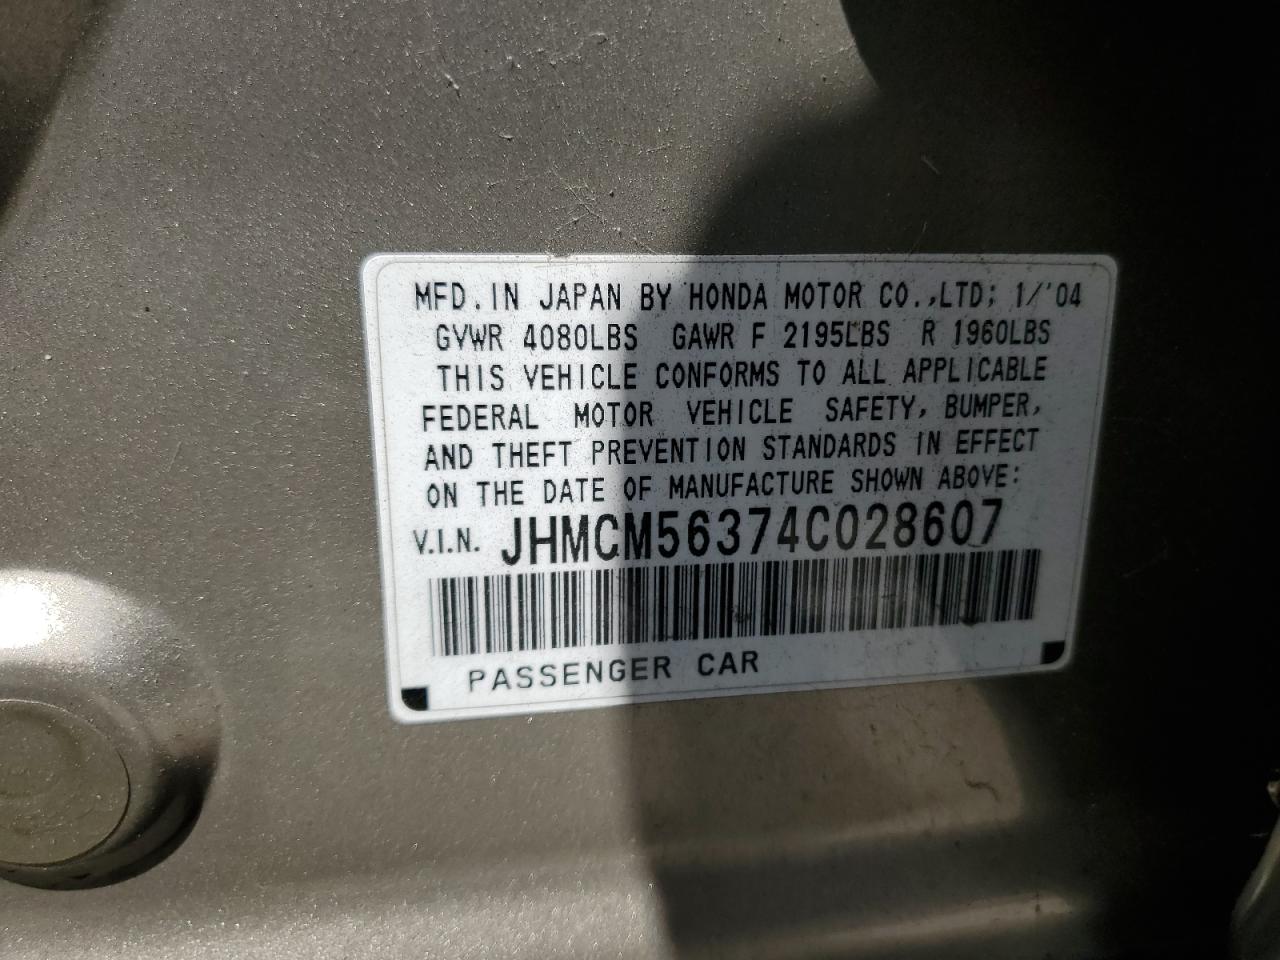 MFD. IN JAPAN BY HONDA MOTOR CO.,LTD; 1/'04
GVWR 4080LBS GAWR F 2195LBS R 1960LBS
THIS VEHICLE CONFORMS TO ALL APPLICABLE
FEDERAL MOTOR VEHICLE SAFETY, BUMPER,
AND THEFT PREVENTION STANDARDS IN EFFECT
ON THE DATE OF MANUFACTURE SHOWN ABOVE:
V.I.N. JHMCM56374C028607
PASSENGER CAR